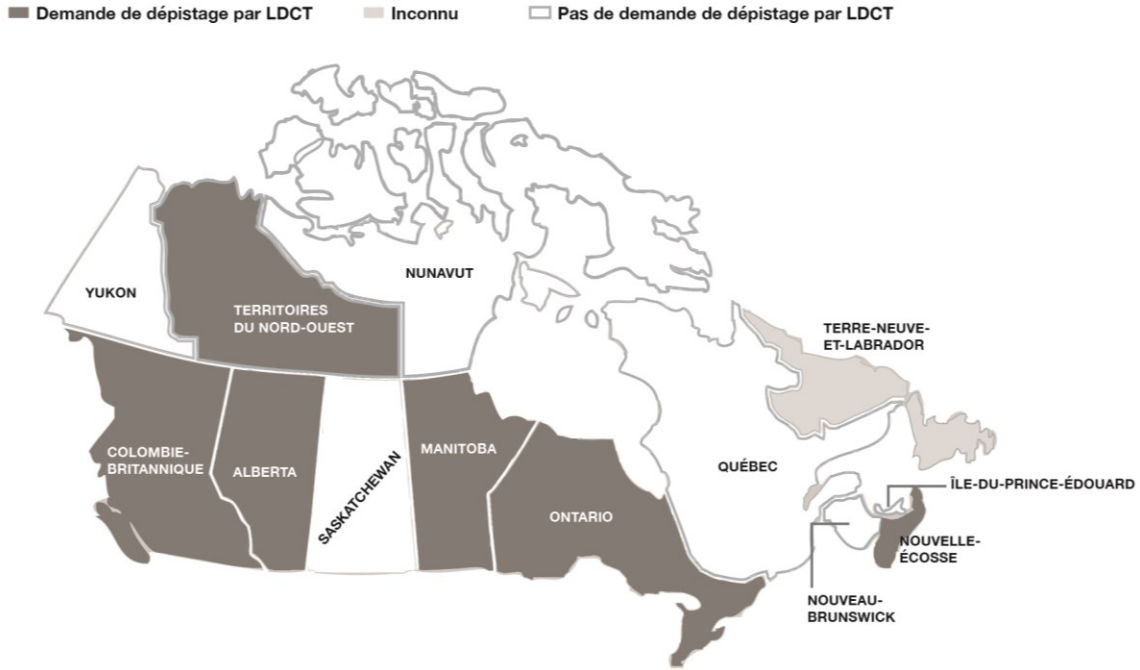 Demande de dépistage par LDCT
Inconnu
Pas de demande de dépistage par LDCT
YUKON
TERRITOIRES
DU NORD-OUEST
NUNAVUT
TERRE-NEUVE-
ET-LABRADOR
COLOMBIE-
BRITANNIQUE
ALBERTA
SASKATCHEWAN
MANITOBA
ONTARIO
QUÉBEC
ÎLE-DU-PRINCE-ÉDOUARD
NOUVELLE-
ÉCOSSE
NOUVEAU-
BRUNSWICK